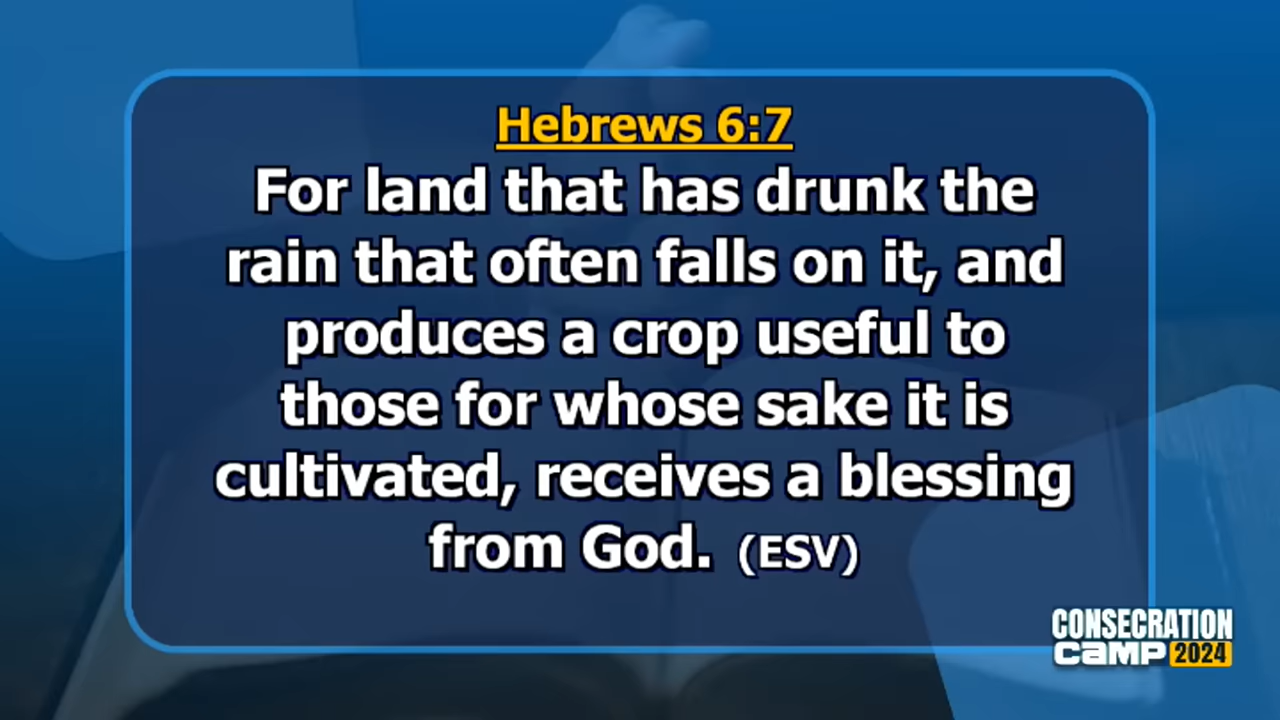 Hebrews 6:7
For land that has drunk the
rain that often falls on it, and
produces a crop useful to
those for whose sake it is
cultivated, receives a blessing
from God. (ESV)
CONSECRATION
CAMP 2024